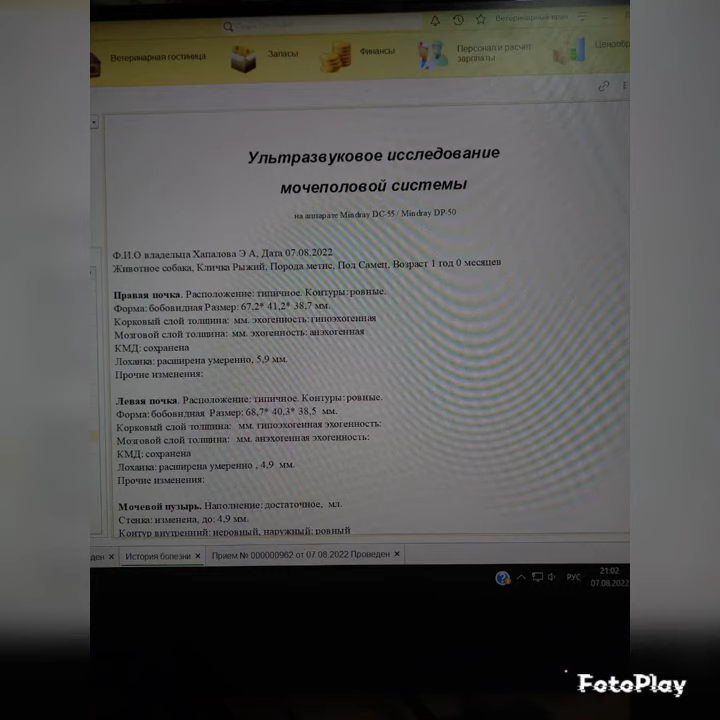 Ветеринарный врач
Ветеринарная гостиница
Запасы
Финансы
Персонал и расчет
зарплаты
Ценообр
Ультразвуковое исследование
мочеполовой системы
на аппарате Mindray DC-55 / Mindray DP-50
Ф.И.О владельца Хапалова Э А, Дата 07.08.2022
Животное собака, Кличка Рыжий, Порода метис, Пол Самец, Возраст 1 год 0 месяцев
Правая почка. Расположение: типичное. Контуры: ровные.
Форма: бобовидная Размер: 67,2* 41,2* 38,7 мм.
Корковый слой толщина: мм. эхогенность: гипоэхогенная
Мозговой слой толщина: мм. эхогенность: анэхогенная
КМД: сохранена
Лоханка: расширена умеренно, 5,9 мм.
Прочие изменения:
Левая почка. Расположение: типичное. Контуры: ровные.
Форма: бобовидная Размер: 68,7* 40,3* 38,5 мм.
Корковый слой толщина: мм. гипоэхогенная эхогенность:
Мозговой слой толщина: мм. анэхогенная эхогенность:
КМД: сохранена
Лоханка: расширена умеренно , 4,9 мм.
Прочие изменения:
Мочевой пузырь. Наполнение: достаточное, мл.
Стенка: изменена, до: 4,9 мм.
Контур внутренний: неровный, наружный: ровный
ден × История болезни × Прием № 000000962 от 07.08.2022 Проведен ×
РУС 21:02
07.08.2022
FotoPlay